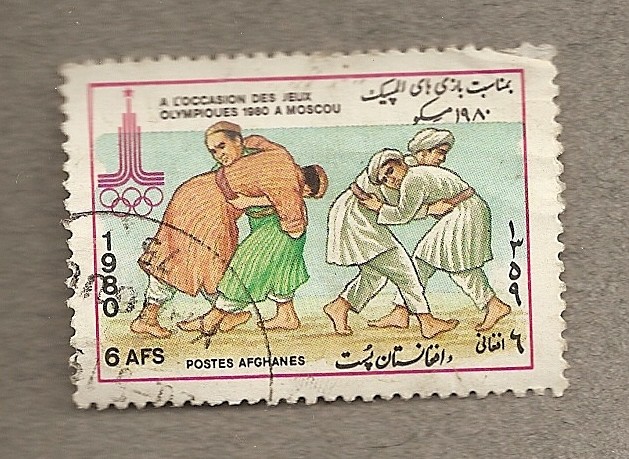 A L'OCCASION DES JEUX
OLYMPIQUES 1980 A MOSCOU
بمناسبت بازی های المپیک
۱۹۸۰ مسکو
1980
۱۳۵۹
6 AFS
POSTES AFGHANES
د افغانستان پُست
۶ افغانی